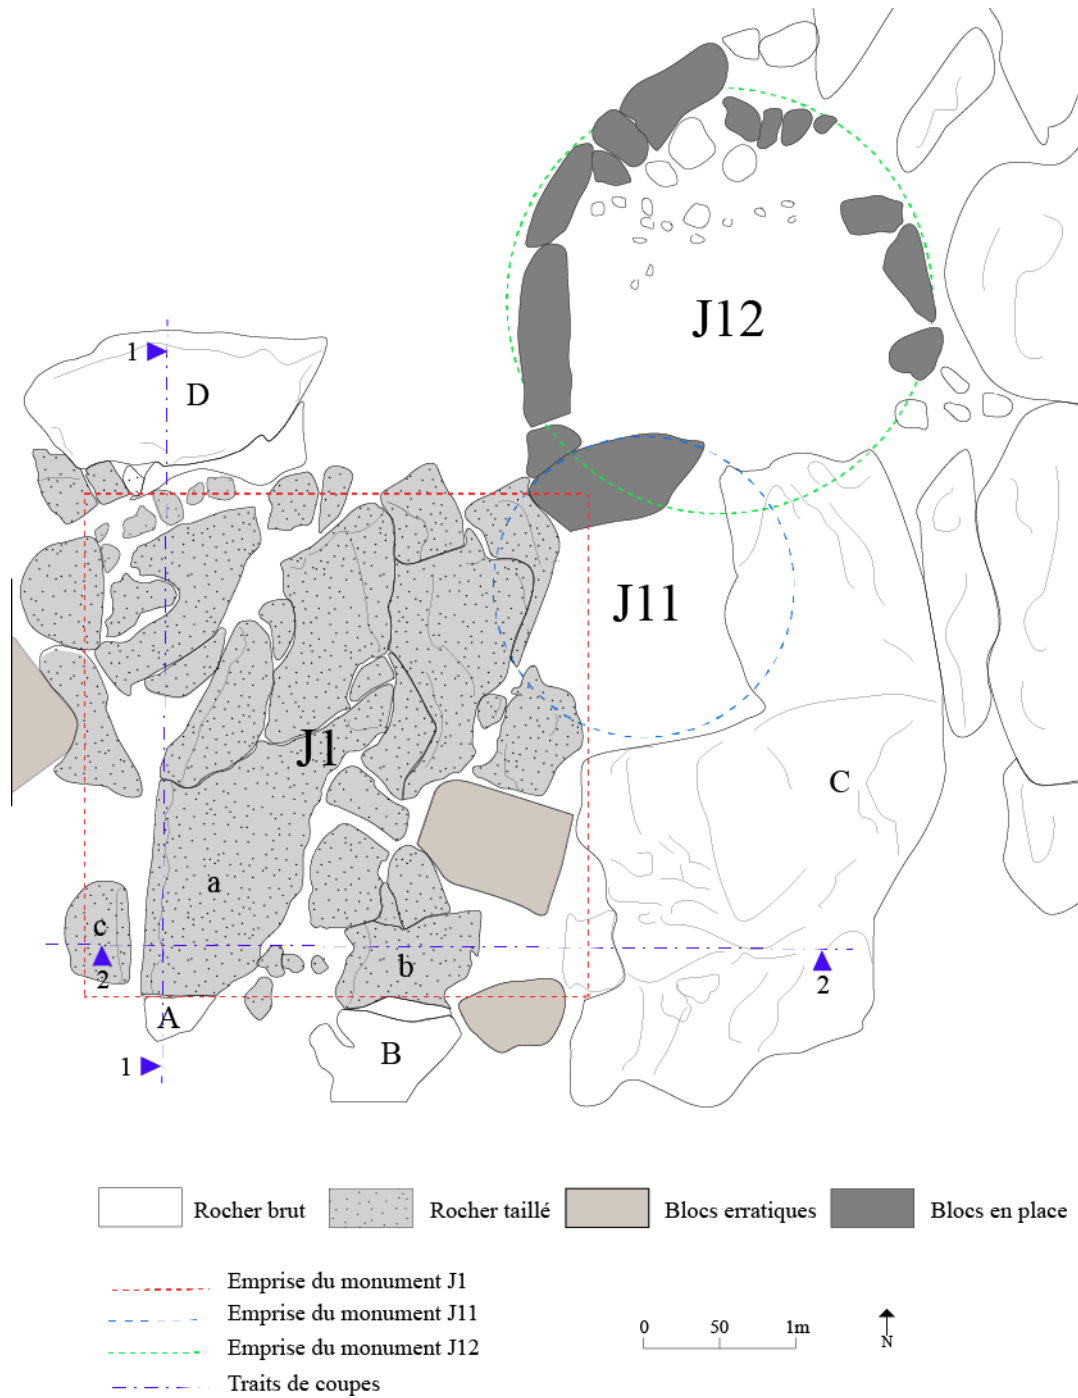 J12
1
D
J11
J1
C
a
c
b
2
2
A
B
1
Rocher brut
Rocher taillé
Blocs erratiques
Blocs en place
Emprise du monument J1
Emprise du monument J11
Emprise du monument J12
Traits de coupes
0 50 1m
N